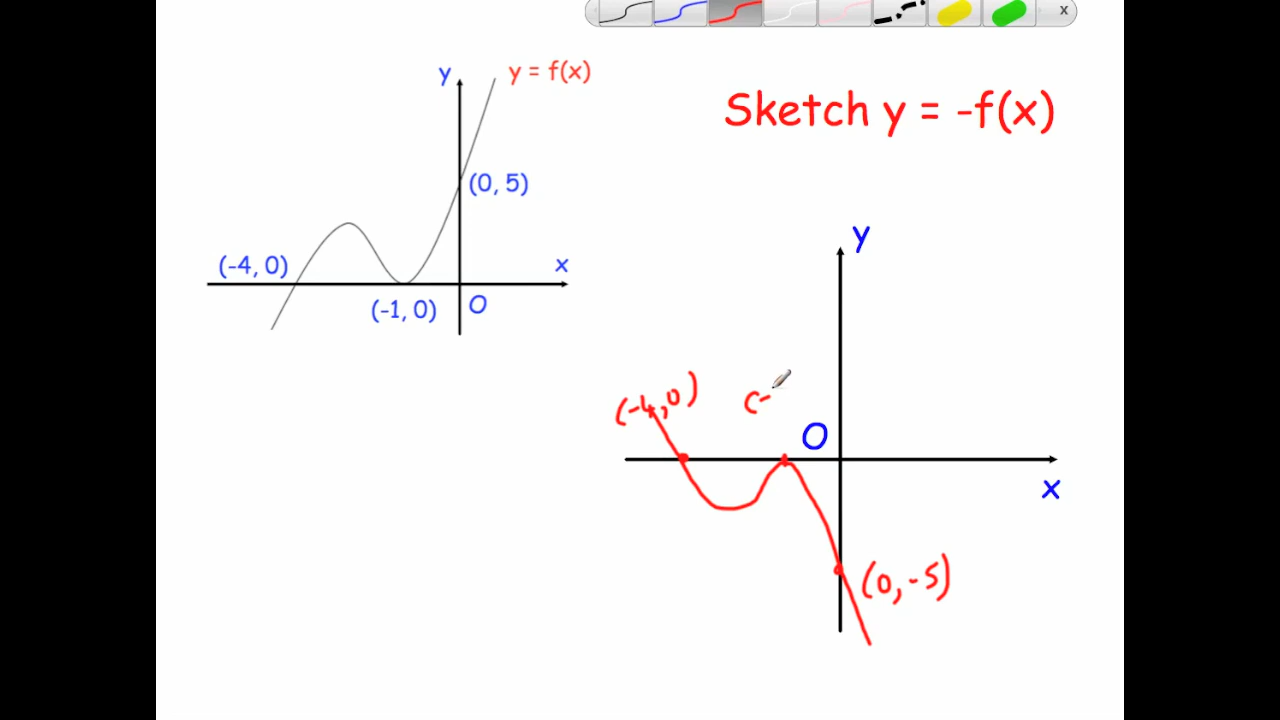 x
y
y = f(x)
Sketch y = -f(x)
(0, 5)
(-4, 0)
x
(-1, 0)
O
y
(-4,0)
(-
O
x
(0,-5)